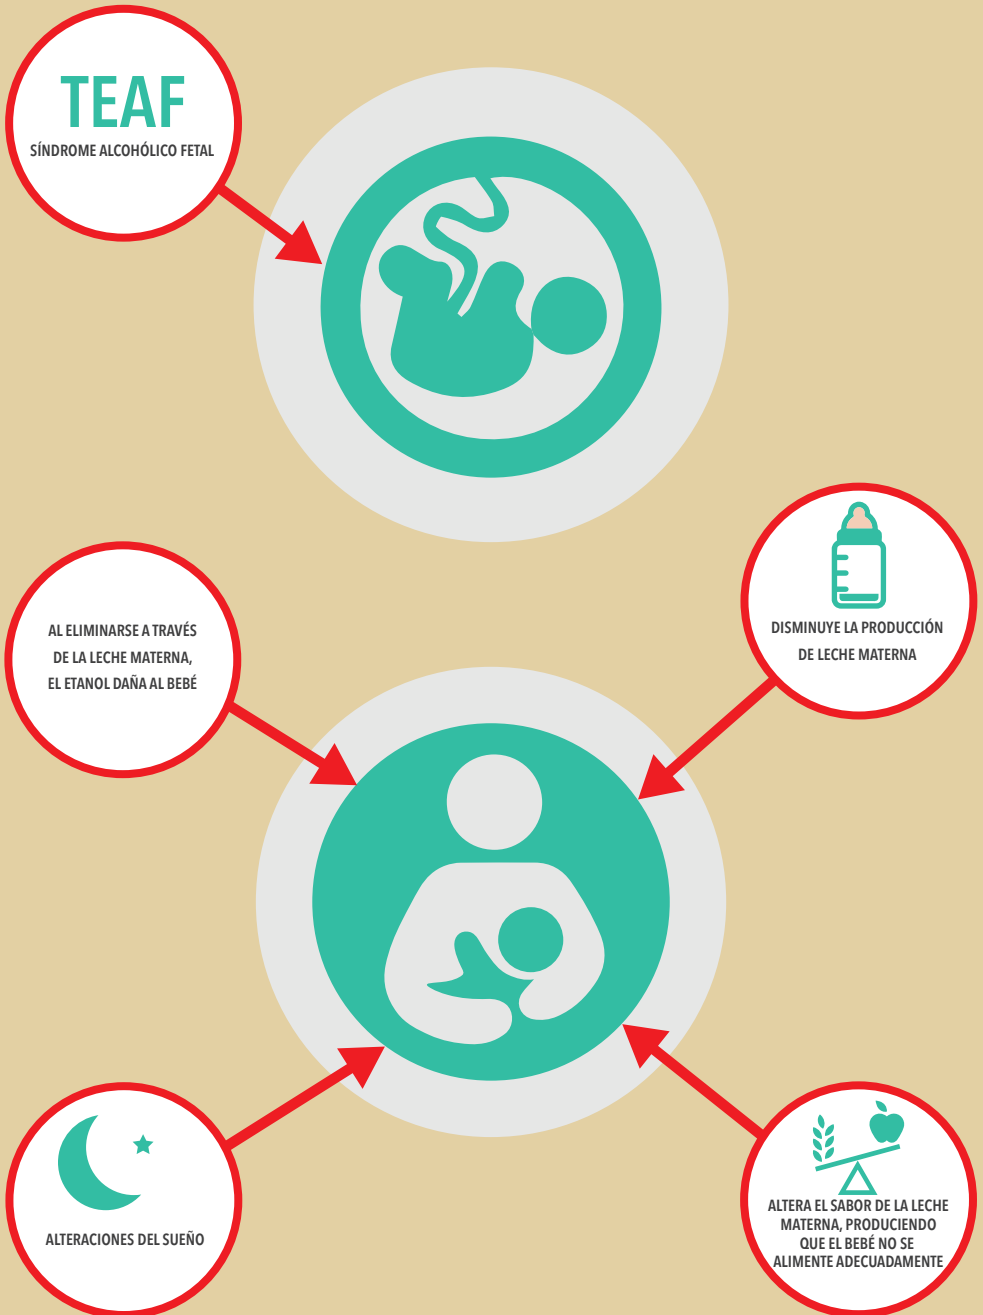 TEAF
SÍNDROME ALCOHÓLICO FETAL
AL ELIMINARSE A TRAVÉS
DE LA LECHE MATERNA,
EL ETANOL DAÑA AL BEBÉ
DISMINUYE LA PRODUCCIÓN
DE LECHE MATERNA
ALTERACIONES DEL SUEÑO
ALTERA EL SABOR DE LA LECHE
MATERNA, PRODUCIENDO
QUE EL BEBÉ NO SE
ALIMENTE ADECUADAMENTE